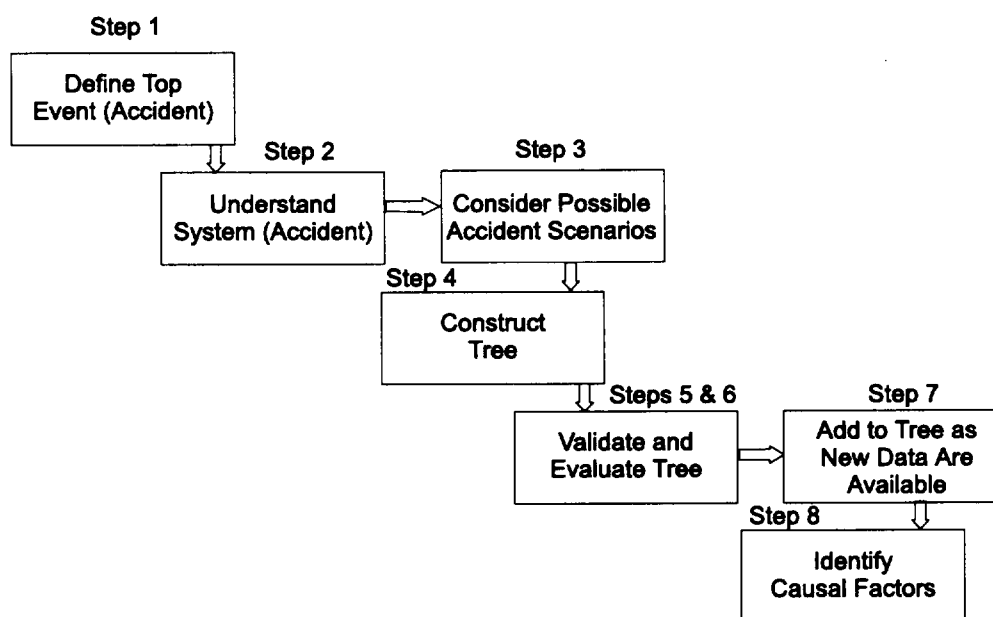 Step 1
Define Top
Event (Accident)
Step 2
Understand
System (Accident)
Step 3
Consider Possible
Accident Scenarios
Step 4
Construct
Tree
Steps 5 & 6
Validate and
Evaluate Tree
Step 7
Add to Tree as
New Data Are
Available
Step 8
Identify
Causal Factors